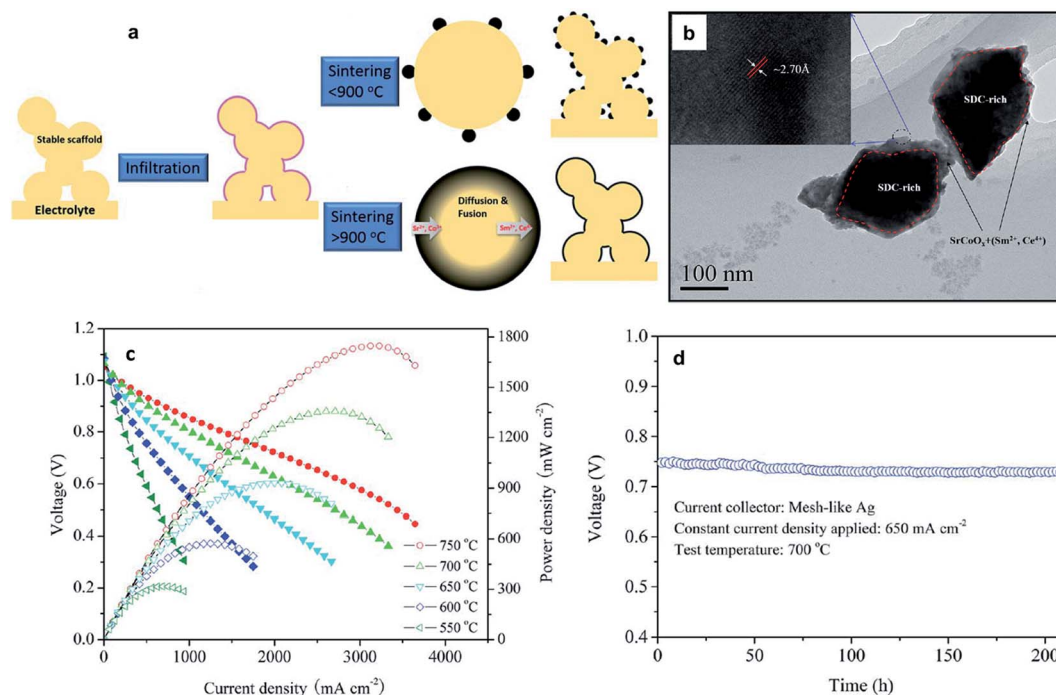 a
Stable scaffold
Electrolyte
Infiltration
Sintering
<900 °C
Sintering
>900 °C
Diffusion &
Fusion
Sr²⁺, Co³⁺
b
~2.70Å
SDC-rich
SDC-rich
SrCoOₓ+(Sm²⁺, Ce⁴⁺)
100 nm
c
1.2
1.0
0.8
0.6
0.4
0.2
0.0
Voltage (V)
0
1000
2000
3000
4000
Current density （mA cm⁻²）
1800
1500
1200
900
600
300
0
Power density (mW cm⁻²)
750 °C
700 °C
650 °C
600 °C
550 °C
d
1.0
0.9
0.8
0.7
0.6
0.5
0.4
Voltage (V)
Current collector: Mesh-like Ag
Constant current density applied: 650 mA cm⁻²
Test temperature: 700 °C
0
50
100
150
200
Time (h)